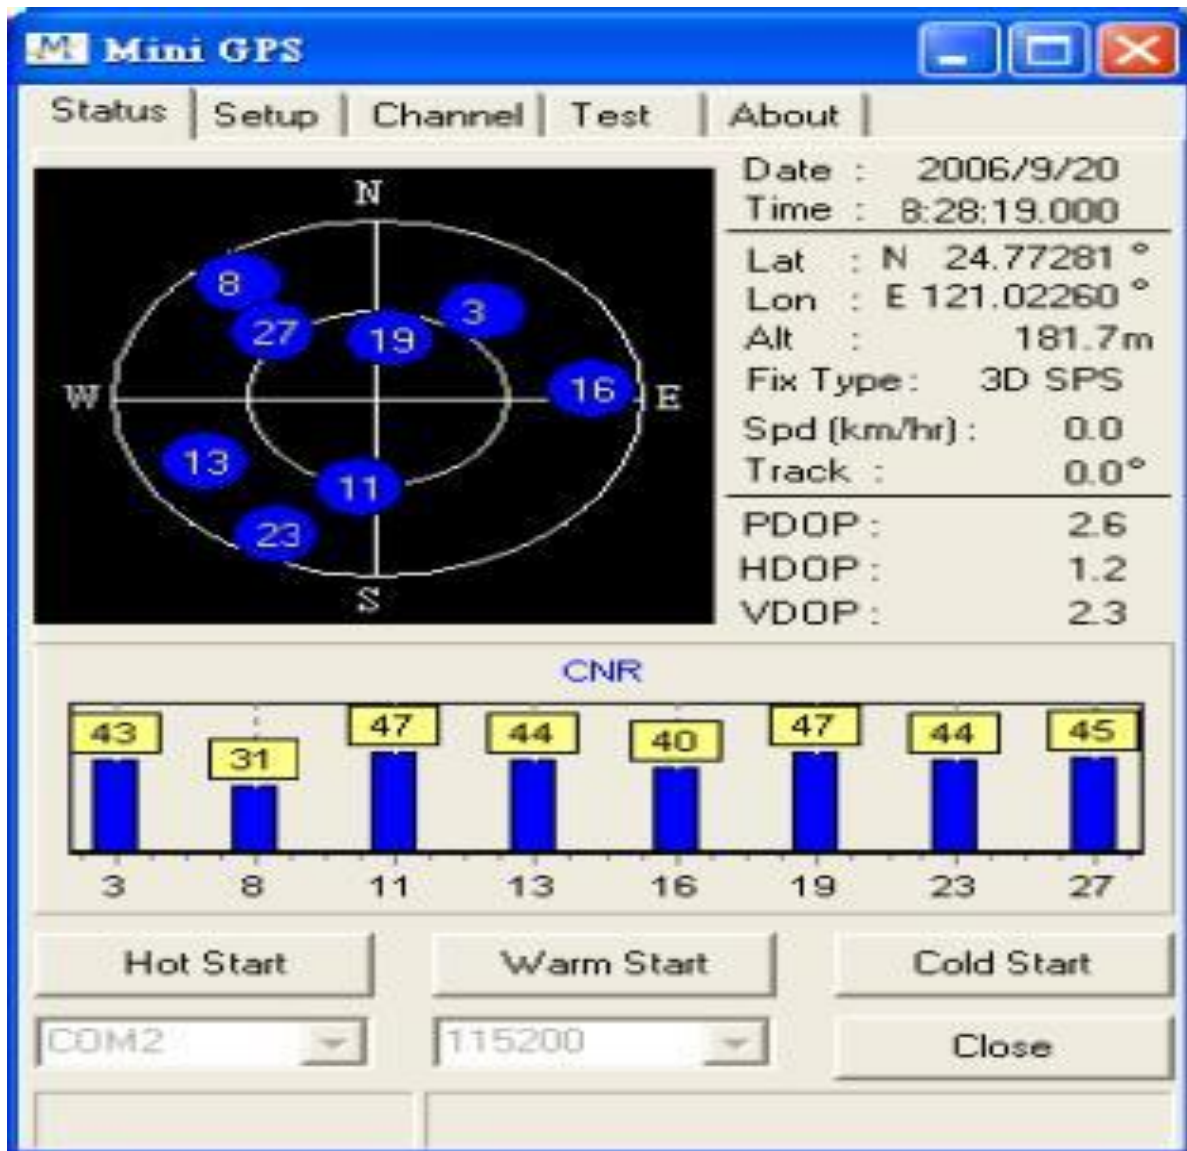 M Mini GPS
Status Setup Channel Test About
N
8
3
27
19
W
16
E
13
11
23
S
Date : 2006/9/20
Time : 8:28:19.000
Lat : N 24.77281 °
Lon : E 121.02260 °
Alt : 181.7m
Fix Type : 3D SPS
Spd (km/hr) : 0.0
Track : 0.0°
PDOP : 2.6
HDOP : 1.2
VDOP : 2.3
CNR
43 31 47 44 40 47 44 45
3 8 11 13 16 19 23 27
Hot Start Warm Start Cold Start
COM2 115200 Close